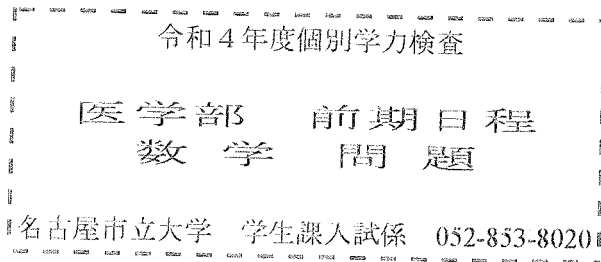 令和４年度個別学力検査
医学部　前期日程
数学　問題
名古屋市立大学　学生課入試係　052-853-8020